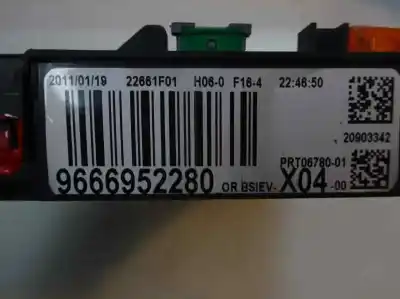 2011/01/19 22661F01 H06-0 F16-4 22:46:50
20903342
PRT06780-01
9666952280 OR BSIEV- X04 -00